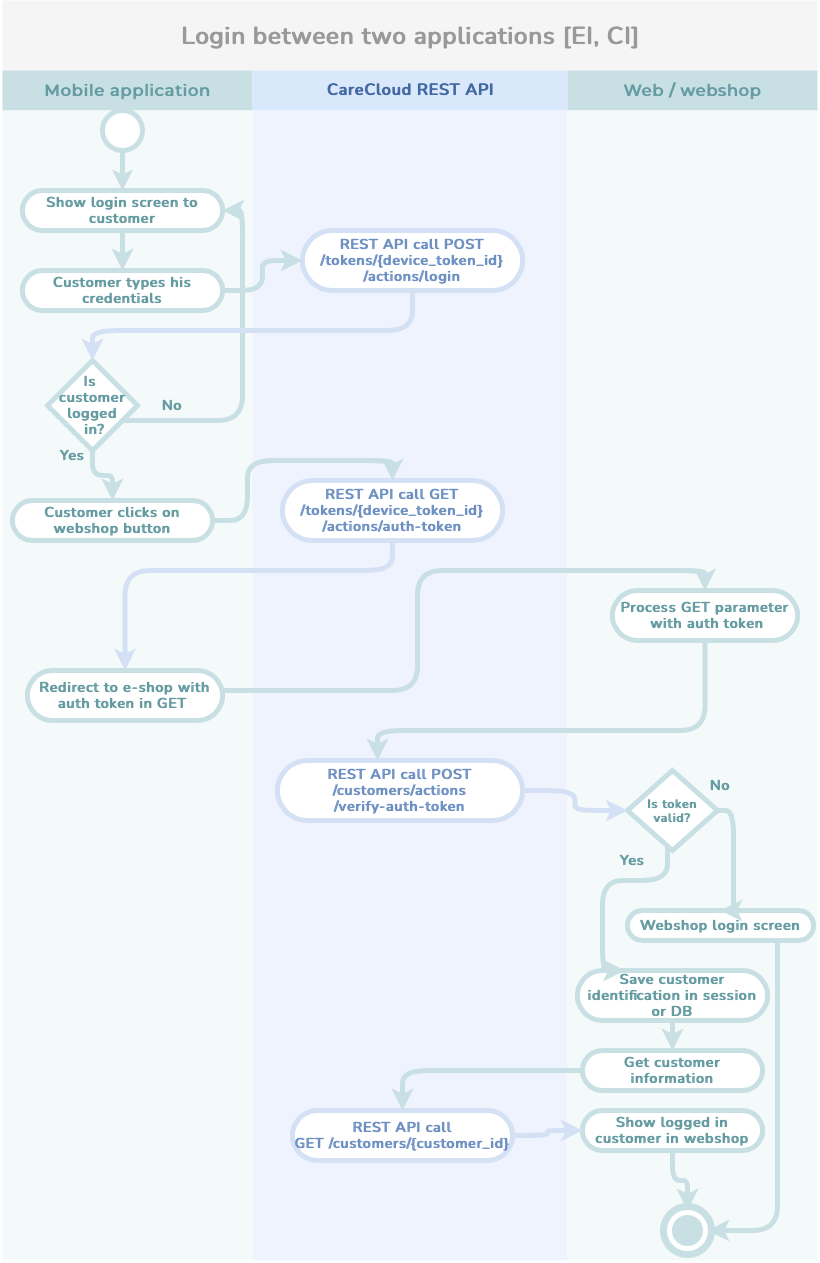 Login between two applications [EI, CI]
Mobile application
CareCloud REST API
Web / webshop
Show login screen to
customer
Customer types his
credentials
REST API call POST
/tokens/{device_token_id}
/actions/login
Is
customer
logged
in?
No
Yes
Customer clicks on
webshop button
REST API call GET
/tokens/{device_token_id}
/actions/auth-token
Process GET parameter
with auth token
Redirect to e-shop with
auth token in GET
REST API call POST
/customers/actions
/verify-auth-token
Is token
valid?
No
Yes
Webshop login screen
Save customer
identification in session
or DB
Get customer
information
REST API call
GET /customers/{customer_id}
Show logged in
customer in webshop